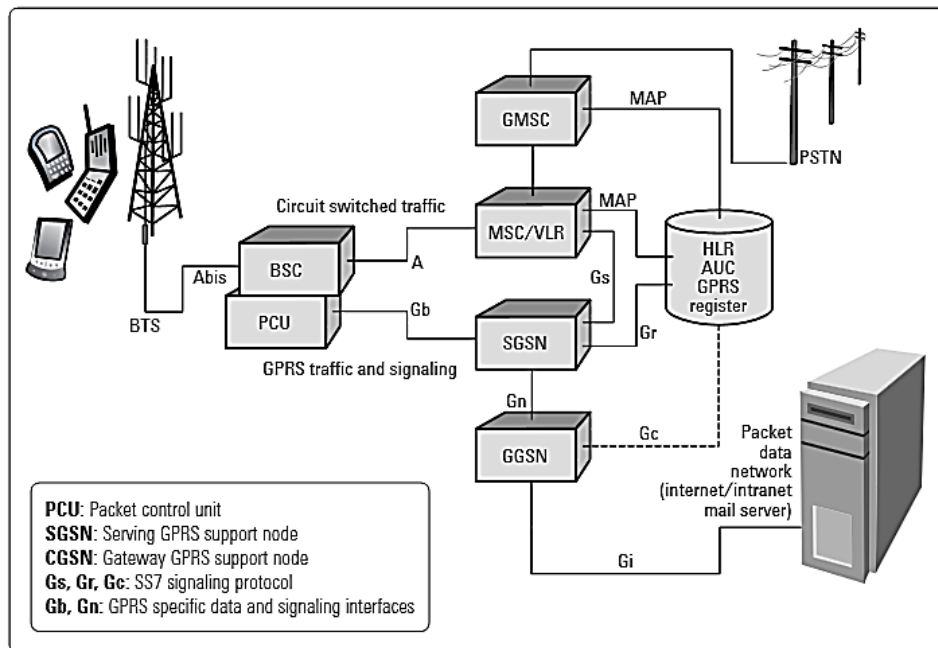 GMSC
MAP
PSTN
Circuit switched traffic
MSC/VLR
MAP
HLR
AUC
GPRS
register
Abis
BSC
A
Gs
BTS
PCU
Gb
SGSN
Gr
GPRS traffic and signaling
Gn
GGSN
Gc
Packet
data
network
(internet/intranet
mail server)
Gi
PCU: Packet control unit
SGSN: Serving GPRS support node
CGSN: Gateway GPRS support node
Gs, Gr, Gc: SS7 signaling protocol
Gb, Gn: GPRS specific data and signaling interfaces